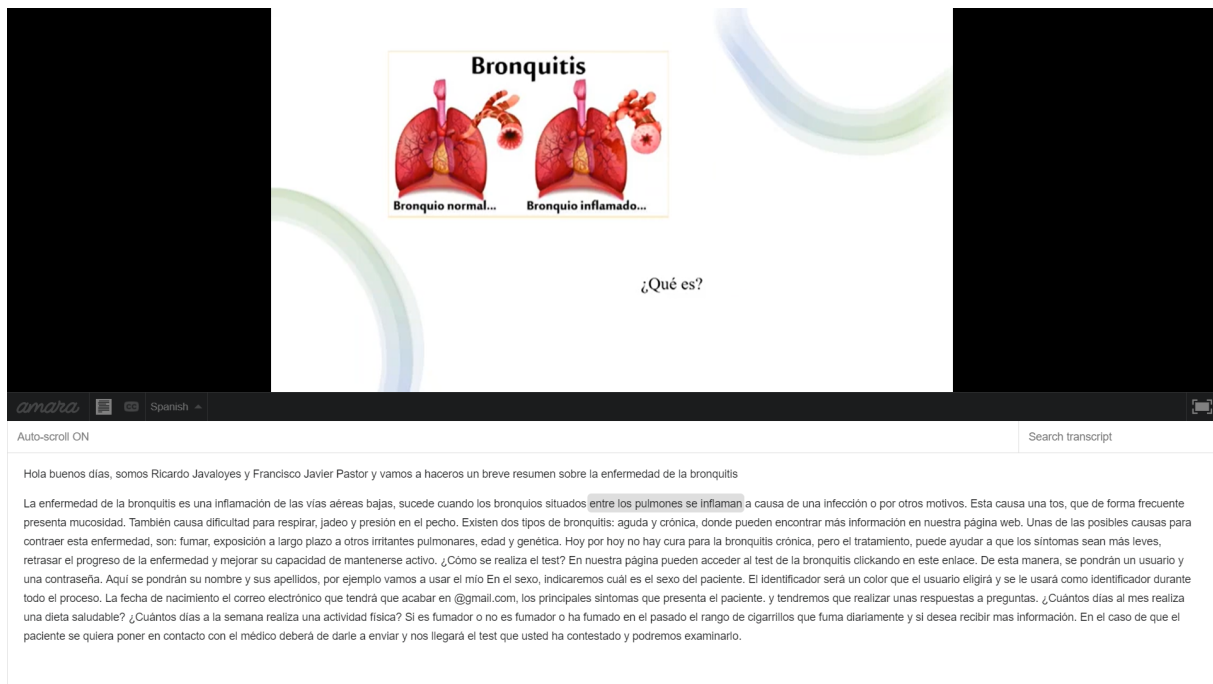 Bronquitis
Bronquio normal...
Bronquio inflamado...
¿Qué es?
amara
CC
Spanish
Auto-scroll ON
Search transcript
Hola buenos días, somos Ricardo Javaloyes y Francisco Javier Pastor y vamos a haceros un breve resumen sobre la enfermedad de la bronquitis
La enfermedad de la bronquitis es una inflamación de las vías aéreas bajas, sucede cuando los bronquios situados entre los pulmones se inflaman a causa de una infección o por otros motivos. Esta causa una tos, que de forma frecuente
presenta mucosidad. También causa dificultad para respirar, jadeo y presión en el pecho. Existen dos tipos de bronquitis: aguda y crónica, donde pueden encontrar más información en nuestra página web. Unas de las posibles causas para
contraer esta enfermedad, son: fumar, exposición a largo plazo a otros irritantes pulmonares, edad y genética. Hoy por hoy no hay cura para la bronquitis crónica, pero el tratamiento, puede ayudar a que los síntomas sean más leves,
retrasar el progreso de la enfermedad y mejorar su capacidad de mantenerse activo. ¿Cómo se realiza el test? En nuestra página pueden acceder al test de la bronquitis clickando en este enlace. De esta manera, se pondrán un usuario y
una contraseña. Aquí se pondrán su nombre y sus apellidos, por ejemplo vamos a usar el mío En el sexo, indicaremos cuál es el sexo del paciente. El identificador será un color que el usuario eligirá y se le usará como identificador durante
todo el proceso. La fecha de nacimiento el correo electrónico que tendrá que acabar en @gmail.com, los principales síntomas que presenta el paciente. y tendremos que realizar unas respuestas a preguntas. ¿Cuántos días al mes realiza
una dieta saludable? ¿Cuántos días a la semana realiza una actividad física? Si es fumador o no es fumador o ha fumado en el pasado el rango de cigarrillos que fuma diariamente y si desea recibir mas información. En el caso de que el
paciente se quiera poner en contacto con el médico deberá de darle a enviar y nos llegará el test que usted ha contestado y podremos examinarlo.